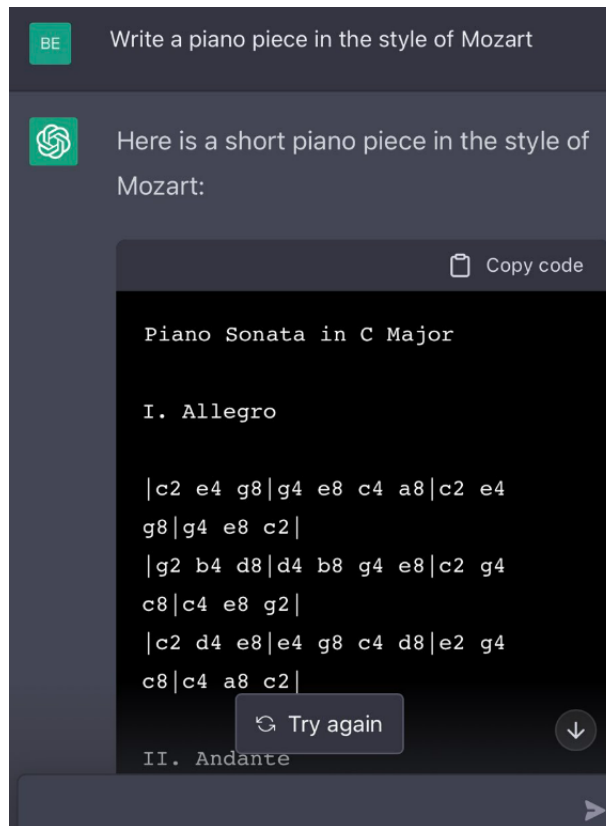 BE
Write a piano piece in the style of Mozart
Here is a short piano piece in the style of
Mozart:
Copy code
Piano Sonata in C Major
I. Allegro
|c2 e4 g8|g4 e8 c4 a8|c2 e4
g8|g4 e8 c2|
|g2 b4 d8|d4 b8 g4 e8|c2 g4
c8|c4 e8 g2|
|c2 d4 e8|e4 g8 c4 d8|e2 g4
c8|c4 a8 c2|
Try again
II. Andante